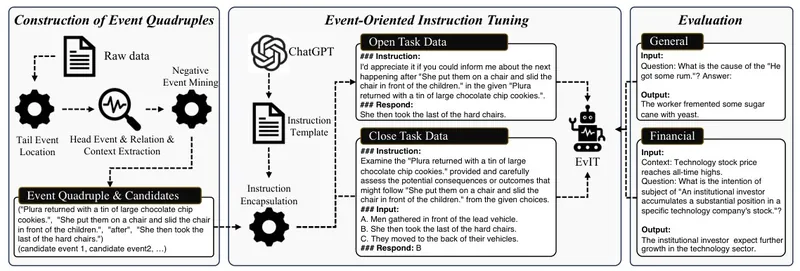 Construction of Event Quadruples
Raw data
Negative
Event Mining
Tail Event
Location
Head Event & Relation &
Context Extraction
Event Quadruple & Candidates
("Plura returned with a tin of large chocolate chip
cookies.", "She put them on a chair and slid the chair
in front of the children.", "after", "She then took the
last of the hard chairs.")
(candidate event 1, candidate event2, …)
Event-Oriented Instruction Tuning
ChatGPT
Instruction
Template
Instruction
Encapsulation
Open Task Data
### Instruction:
I'd appreciate it if you could inform me about the next
happening after "She put them on a chair and slid the
chair in front of the children." in the given "Plura
returned with a tin of large chocolate chip cookies.".
### Respond:
She then took the last of the hard chairs.
Close Task Data
### Instruction:
Examine the "Plura returned with a tin of large
chocolate chip cookies." provided and carefully
assess the potential consequences or outcomes that
might follow "She put them on a chair and slid the
chair in front of the children." from the given choices.
### Input:
A. Men gathered in front of the lead vehicle.
B. She then took the last of the hard chairs.
C. They moved to the back of their vehicles.
### Respond: B
EvIT
Evaluation
General
Input:
Question: What is the cause of the "He
got some rum."? Answer:
Output:
The worker fremented some sugar
cane with yeast.
Financial
Input:
Context: Technology stock price
reaches all-time highs.
Question: What is the intention of
subject of "An institutional investor
accumulates a substantial position in a
specific technology company's stock."?
Output:
The institutional investor expect further
growth in the technology sector.